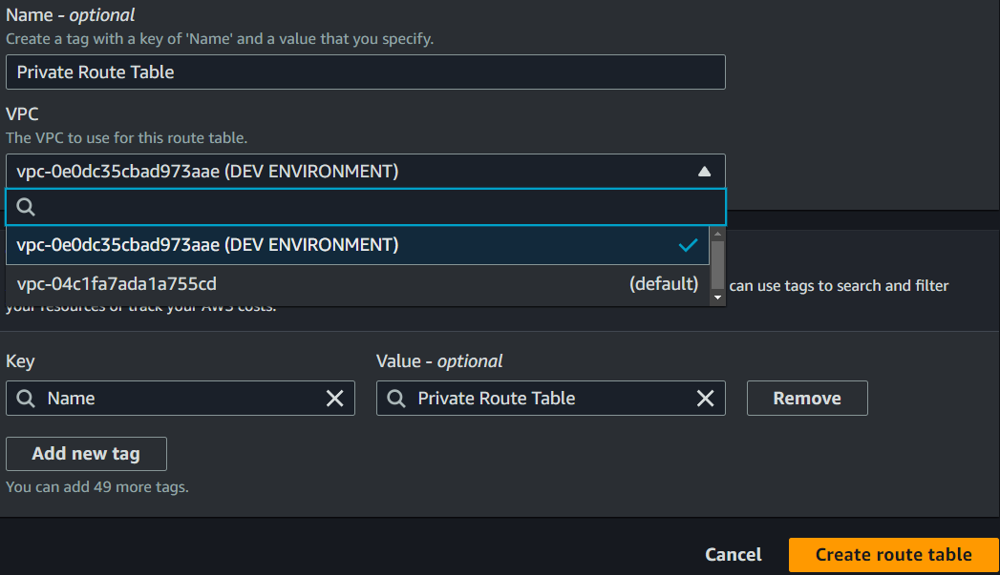 Name - optional
Create a tag with a key of 'Name' and a value that you specify.
Private Route Table
VPC
The VPC to use for this route table.
vpc-0e0dc35cbad973aae (DEV ENVIRONMENT)
vpc-0e0dc35cbad973aae (DEV ENVIRONMENT)
vpc-04c1fa7ada1a755cd (default)
can use tags to search and filter
your resources or track your AWS costs.
Key Value - optional
Name Private Route Table Remove
Add new tag
You can add 49 more tags.
Cancel Create route table